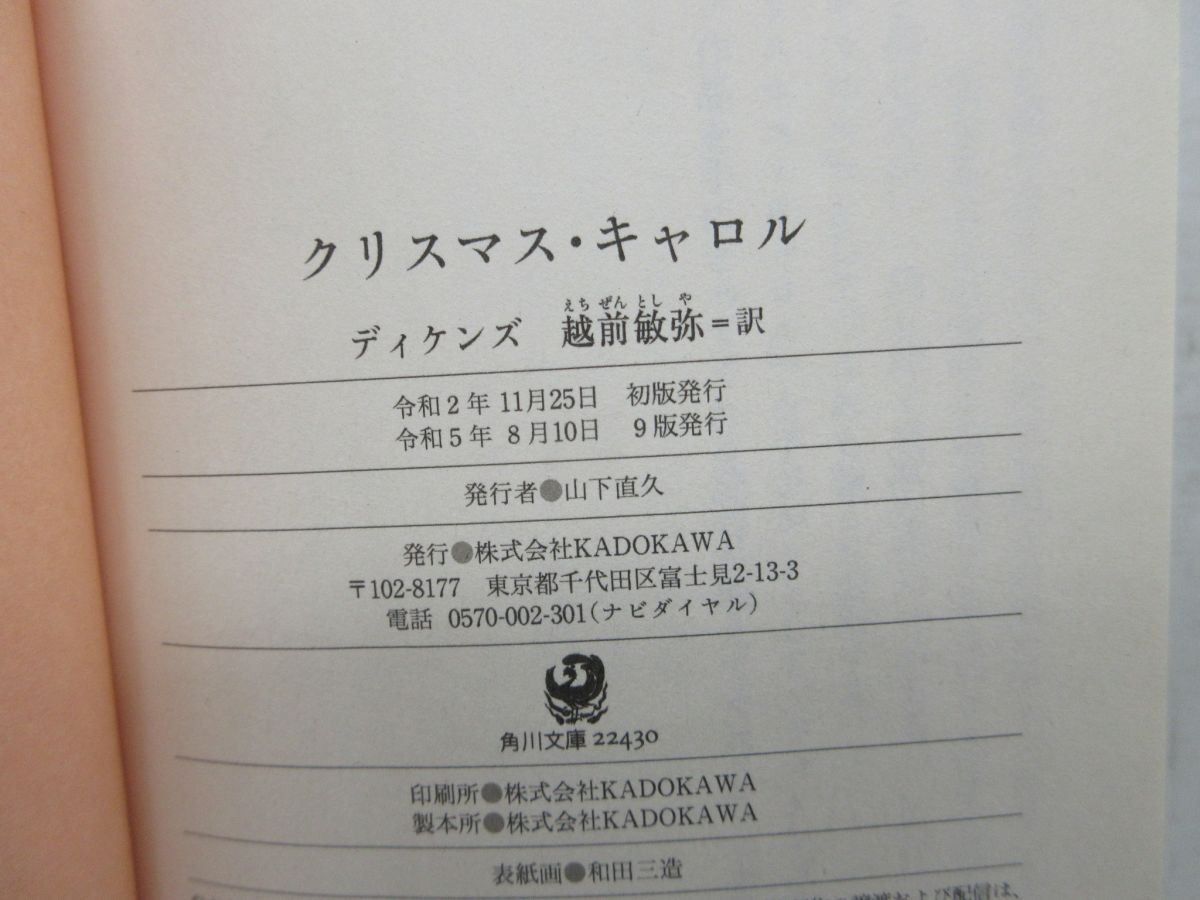 クリスマス・キャロル
えち ぜん とし や
ディケンズ 越前敏弥=訳
令和2年 11月25日 初版発行
令和5年 8月10日 9版発行
発行者●山下直久
発行●株式会社KADOKAWA
〒102-8177 東京都千代田区富士見2-13-3
電話 0570-002-301(ナビダイヤル)
角川文庫 22430
印刷所●株式会社KADOKAWA
製本所●株式会社KADOKAWA
表紙画●和田三造
および配信は、